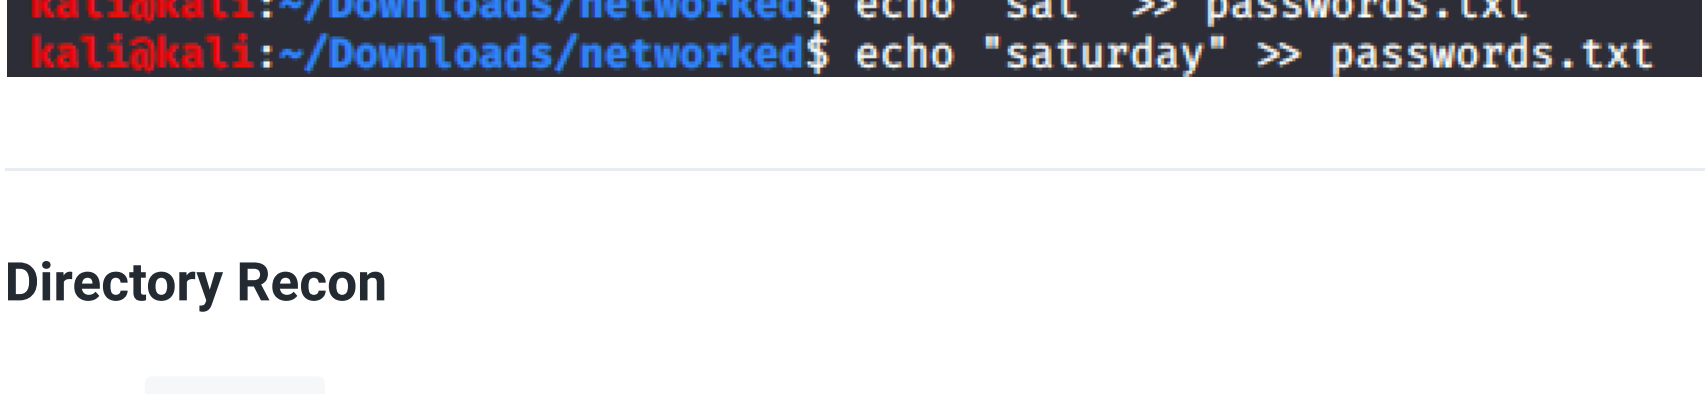 kali@kali:~/Downloads/networked$ echo "sat" >> passwords.txt
kali@kali:~/Downloads/networked$ echo "saturday" >> passwords.txt
Directory Recon